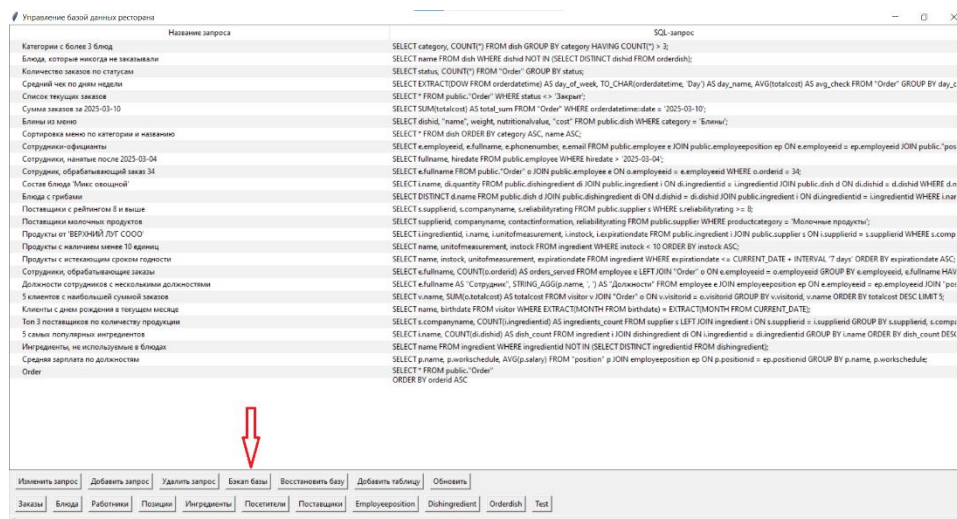 Управление базой данных ресторана
Название запроса SQL-запрос
Категории с более 3 блюд SELECT category, COUNT(*) FROM dish GROUP BY category HAVING COUNT(*) > 3;
Блюда, которые никогда не заказывали SELECT name FROM dish WHERE dishid NOT IN (SELECT DISTINCT dishid FROM orderdish);
Количество заказов по статусам SELECT status, COUNT(*) FROM "Order" GROUP BY status;
Средний чек по дням недели SELECT EXTRACT(DOW FROM orderdatetime) AS day_of_week, TO_CHAR(orderdatetime, 'Day') AS day_name, AVG(totalcost) AS avg_check FROM "Order" GROUP BY day_c
Список текущих заказов SELECT * FROM public."Order" WHERE status <> 'Закрыт';
Сумма заказов за 2025-03-10 SELECT SUM(totalcost) AS total_sum FROM "Order" WHERE orderdatetime::date = '2025-03-10';
Блины из меню SELECT dishid, "name", weight, nutritionalvalue, "cost" FROM public.dish WHERE category = 'Блины';
Сортировка меню по категории и названию SELECT * FROM dish ORDER BY category ASC, name ASC;
Сотрудники-официанты SELECT e.employeeid, e.fullname, e.phonenumber, e.email FROM public.employee e JOIN public.employeeposition ep ON e.employeeid = ep.employeeid JOIN public."pos
Сотрудники, нанятые после 2025-03-04 SELECT fullname, hiredate FROM public.employee WHERE hiredate > '2025-03-04';
Сотрудник, обрабатывающий заказ 34 SELECT e.fullname FROM public."Order" o JOIN public.employee e ON o.employeeid = e.employeeid WHERE o.orderid = 34;
Состав блюда 'Микс овощной' SELECT i.name, di.quantity FROM public.dishingredient di JOIN public.ingredient i ON di.ingredientid = i.ingredientid JOIN public.dish d ON di.dishid = d.dishid WHERE d.n
Блюда с грибами SELECT DISTINCT d.name FROM public.dish d JOIN public.dishingredient di ON d.dishid = di.dishid JOIN public.ingredient i ON di.ingredientid = i.ingredientid WHERE i.nar
Поставщики с рейтингом 8 и выше SELECT s.supplierid, s.companyname, s.reliabilityrating FROM public.supplier s WHERE s.reliabilityrating >= 8;
Поставщики молочных продуктов SELECT supplierid, companyname, contactinformation, reliabilityrating FROM public.supplier WHERE productcategory = 'Молочные продукты';
Продукты от 'ВЕРХНИЙ ЛУГ СООО' SELECT i.ingredientid, i.name, i.unitofmeasurement, i.instock, i.expirationdate FROM public.ingredient i JOIN public.supplier s ON i.supplierid = s.supplierid WHERE s.comp
Продукты с наличием менее 10 единиц SELECT name, unitofmeasurement, instock FROM ingredient WHERE instock < 10 ORDER BY instock ASC;
Продукты с истекающим сроком годности SELECT name, instock, unitofmeasurement, expirationdate FROM ingredient WHERE expirationdate <= CURRENT_DATE + INTERVAL '7 days' ORDER BY expirationdate ASC;
Сотрудники, обрабатывающие заказы SELECT e.fullname, COUNT(o.orderid) AS orders_served FROM employee e LEFT JOIN "Order" o ON e.employeeid = o.employeeid GROUP BY e.employeeid, e.fullname HAV
Должности сотрудников с несколькими должностями SELECT e.fullname AS "Сотрудник", STRING_AGG(p.name, ', ') AS "Должности" FROM employee e JOIN employeeposition ep ON e.employeeid = ep.employeeid JOIN "pos
5 клиентов с наибольшей суммой заказов SELECT v.name, SUM(o.totalcost) AS totalcost FROM visitor v JOIN "Order" o ON v.visitorid = o.visitorid GROUP BY v.visitorid, v.name ORDER BY totalcost DESC LIMIT 5;
Клиенты с днем рождения в текущем месяце SELECT name, birthdate FROM visitor WHERE EXTRACT(MONTH FROM birthdate) = EXTRACT(MONTH FROM CURRENT_DATE);
Топ 3 поставщиков по количеству продукции SELECT s.companyname, COUNT(i.ingredientid) AS ingredients_count FROM supplier s LEFT JOIN ingredient i ON s.supplierid = i.supplierid GROUP BY s.supplierid, s.compa
5 самых популярных ингредиентов SELECT i.name, COUNT(di.dishid) AS dish_count FROM ingredient i JOIN dishingredient di ON i.ingredientid = di.ingredientid GROUP BY i.name ORDER BY dish_count DESC
Ингредиенты, не используемые в блюдах SELECT name FROM ingredient WHERE ingredientid NOT IN (SELECT DISTINCT ingredientid FROM dishingredient);
Средняя зарплата по должностям SELECT p.name, p.workschedule, AVG(p.salary) FROM "position" p JOIN employeeposition ep ON p.positionid = ep.positionid GROUP BY p.name, p.workschedule;
Order SELECT * FROM public."Order"
ORDER BY orderid ASC
Изменить запрос Добавить запрос Удалить запрос Бэкап базы Восстановить базу Добавить таблицу Обновить
Заказы Блюда Работники Позиции Ингредиенты Посетители Поставщики Employeeposition Dishingredient Orderdish Test